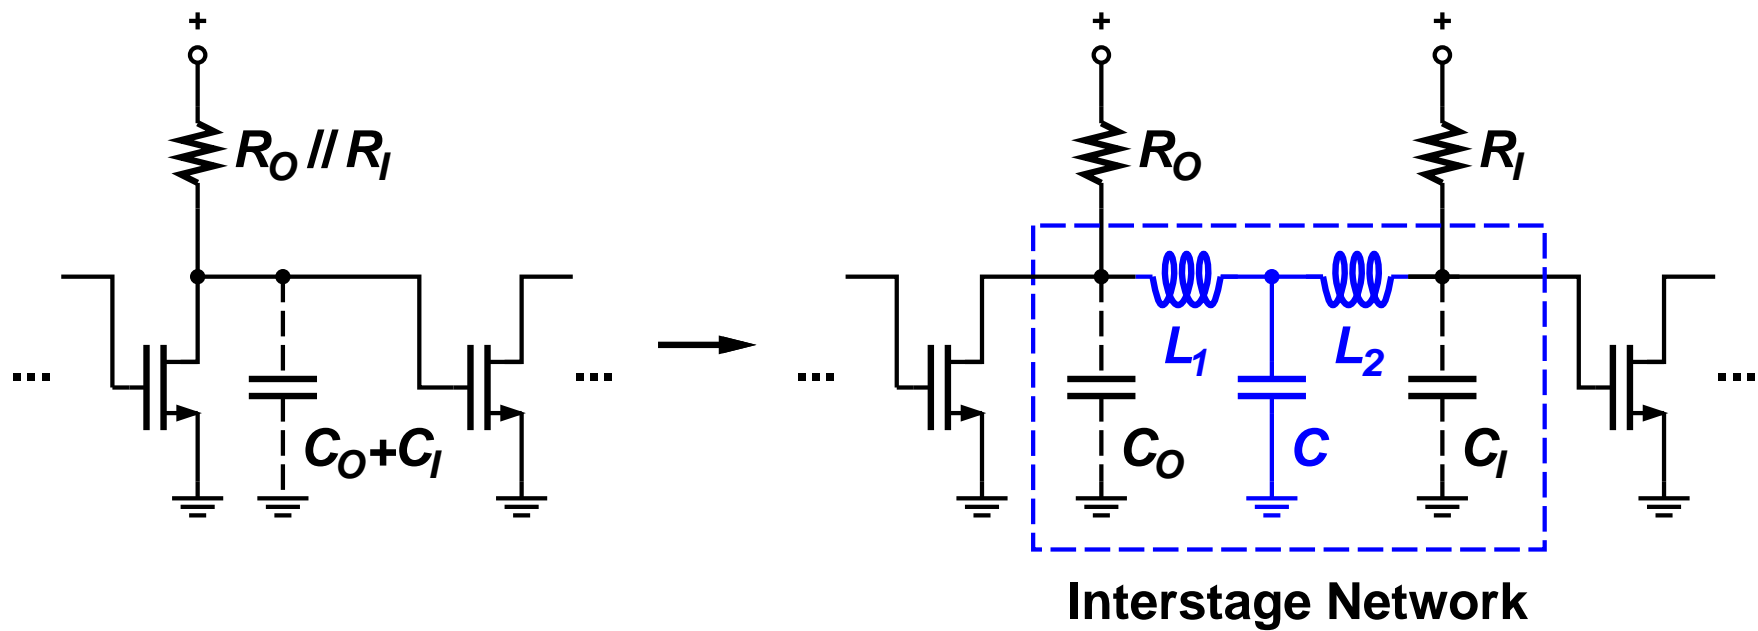 + + +
R_O // R_I R_O R_I
L_1 L_2
... ... ... ...
C_O+C_I C_O C C_I
Interstage Network